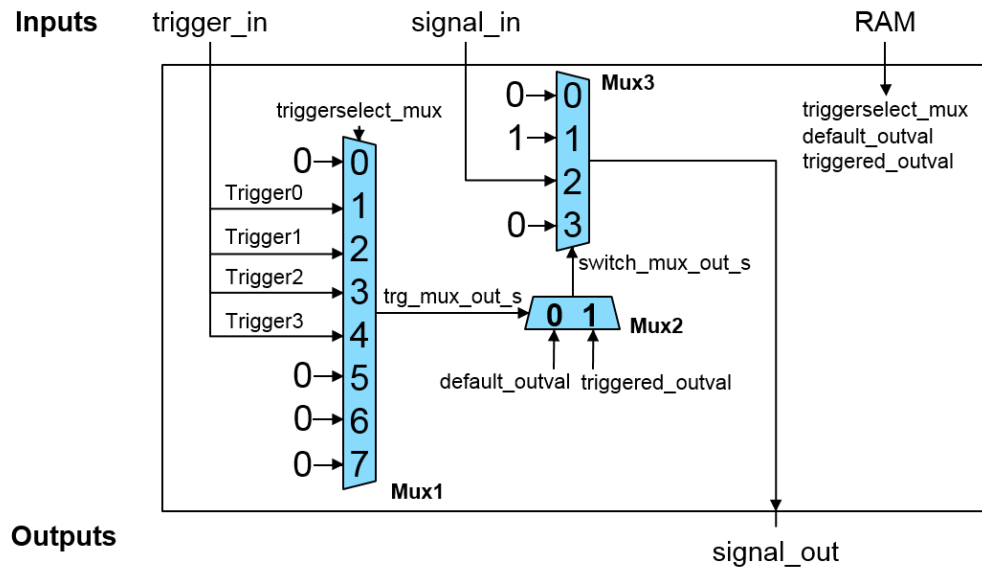 Inputs
trigger_in
signal_in
RAM
Mux3
triggerselect_mux
0
0
1
0
0
1
2
3
triggerselect_mux
default_outval
triggered_outval
0
Trigger0
Trigger1
Trigger2
Trigger3
0
0
0
0
1
2
3
4
5
6
7
Mux1
trg_mux_out_s
switch_mux_out_s
0 1
Mux2
default_outval
triggered_outval
Outputs
signal_out